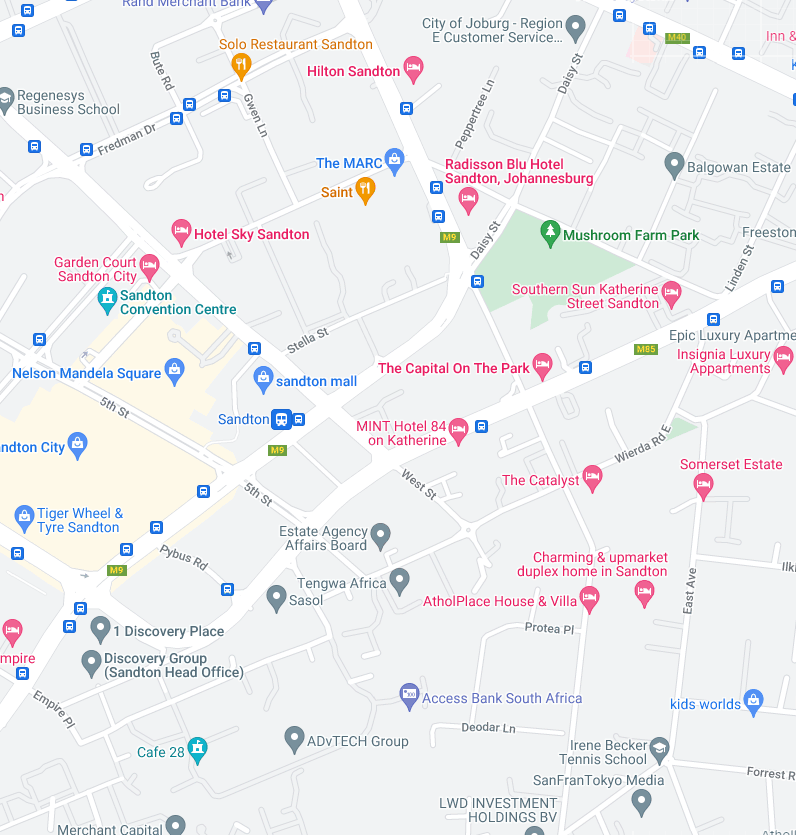 Rand Merchant Bank
City of Joburg - Region
E Customer Service...
M40
Inn &
Solo Restaurant Sandton
Bute Rd
Hilton Sandton
Daisy St
Regenesys
Business School
Gwen Ln
Peppertree Ln
Fredman Dr
The MARC
Radisson Blu Hotel
Sandton, Johannesburg
Balgowan Estate
Saint
Hotel Sky Sandton
M9
Daisy St
Mushroom Farm Park
Freeston
Linden St
Garden Court
Sandton City
Sandton
Convention Centre
Southern Sun Katherine
Street Sandton
Stella St
Epic Luxury Apartme
M85
Insignia Luxury
Appartments
Nelson Mandela Square
sandton mall
The Capital On The Park
5th St
Sandton
MINT Hotel 84
on Katherine
ndton City
M9
Wierda Rd E
Somerset Estate
West St
The Catalyst
5th St
Tiger Wheel &
Tyre Sandton
Estate Agency
Affairs Board
Pybus Rd
M9
Charming & upmarket
duplex home in Sandton
Ilk
Tengwa Africa
Sasol
AtholPlace House & Villa
East Ave
1 Discovery Place
Protea Pl
mpire
Discovery Group
(Sandton Head Office)
Empire Pl
Access Bank South Africa
kids worlds
Deodar Ln
Cafe 28
ADvTECH Group
Irene Becker
Tennis School
Forrest R
SanFranTokyo Media
LWD INVESTMENT
HOLDINGS BV
Merchant Capital
Athol